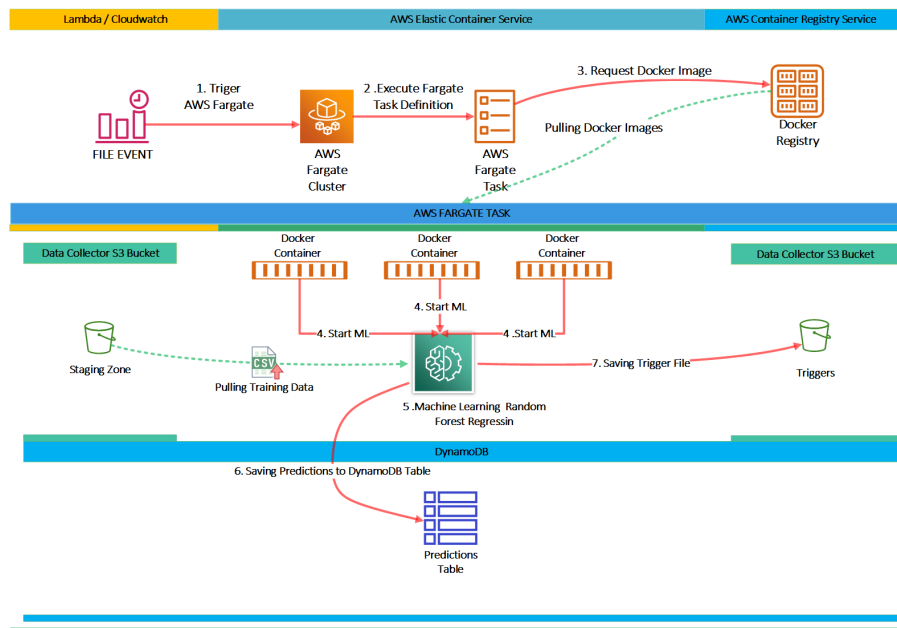 Lambda / Cloudwatch
AWS Elastic Container Service
AWS Container Registry Service
1. Triger
AWS Fargate
2 .Execute Fargate
Task Definition
3. Request Docker Image
Pulling Docker Images
FILE EVENT
AWS
Fargate
Cluster
AWS
Fargate
Task
Docker
Registry
AWS FARGATE TASK
Data Collector S3 Bucket
Docker
Container
Docker
Container
Docker
Container
Data Collector S3 Bucket
4. Start ML
4. Start ML
4 .Start ML
Staging Zone
CSV
Pulling Training Data
7. Saving Trigger File
Triggers
5 .Machine Learning Random
Forest Regressin
DynamoDB
6. Saving Predictions to DynamoDB Table
Predictions
Table